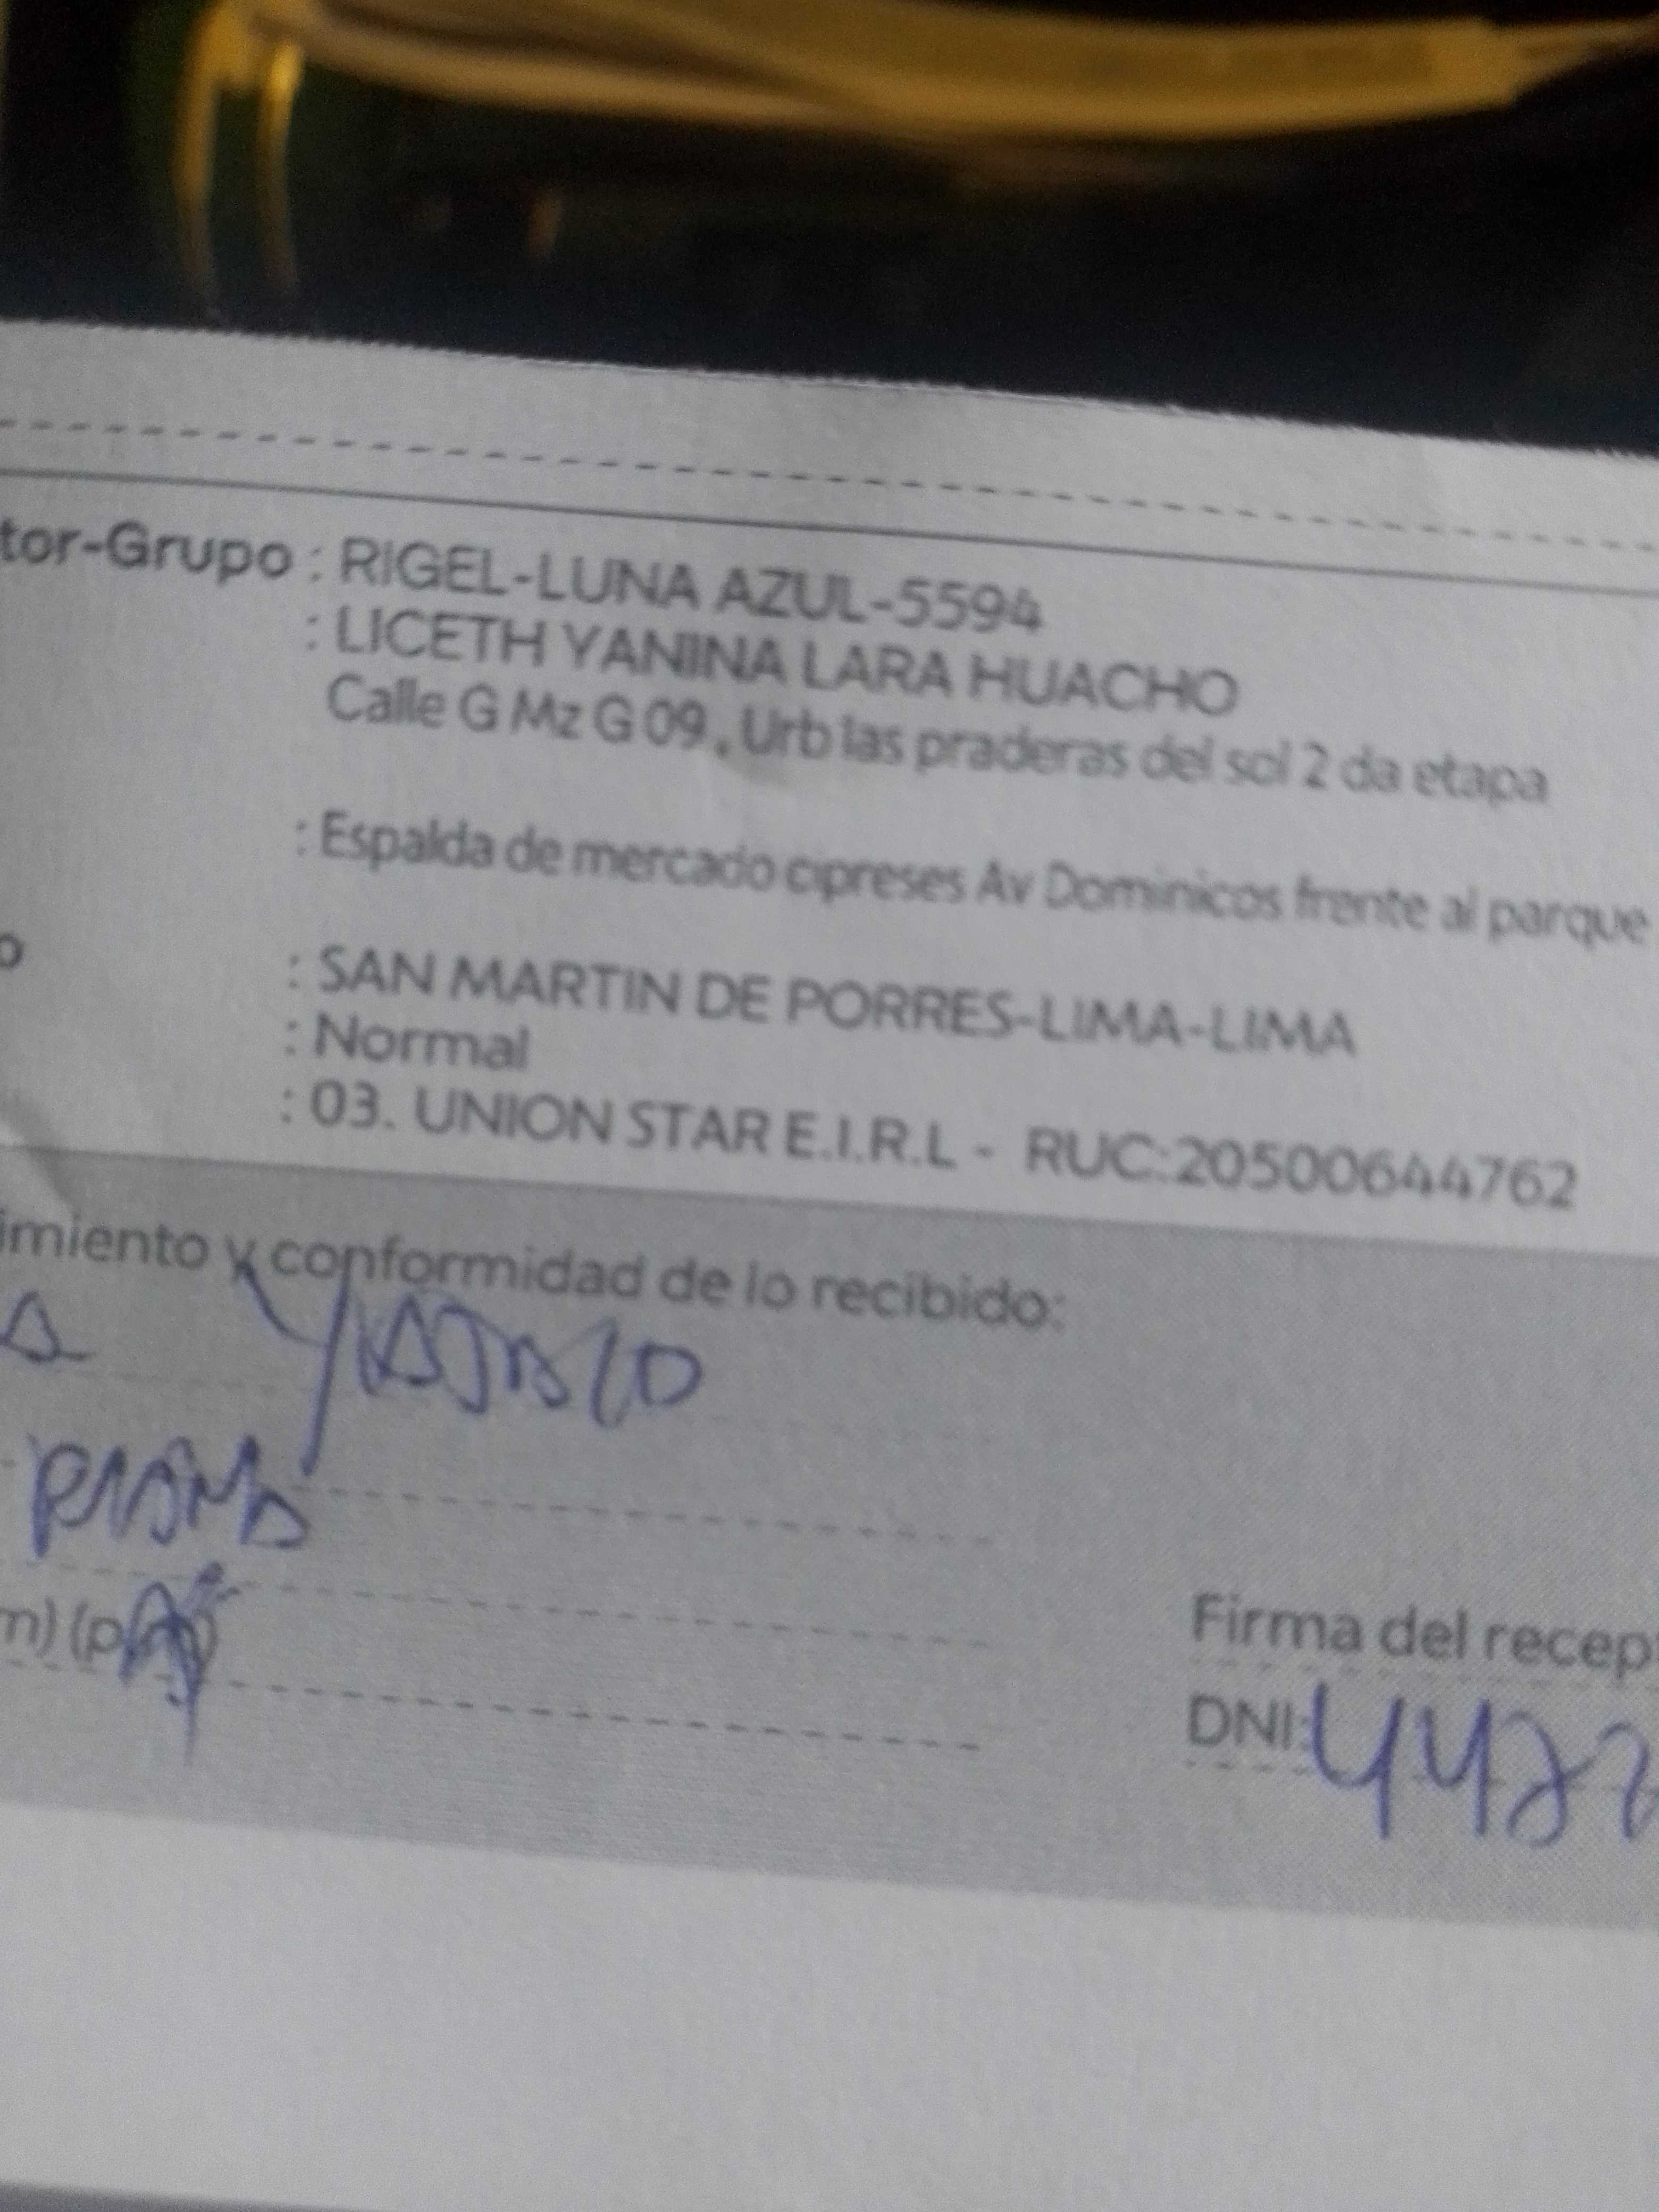 tor-Grupo : RIGEL-LUNA AZUL-5594
: LICETH YANINA LARA HUACHO
Calle G Mz G 09, Urb las praderas del sol 2 da etapa
: Espalda de mercado cipreses Av Dominicos frente al parque
o : SAN MARTIN DE PORRES-LIMA-LIMA
: Normal
: 03. UNION STAR E.I.R.L - RUC:20500644762
imiento y conformidad de lo recibido:
m) (p
Firma del recep
DNI: 447